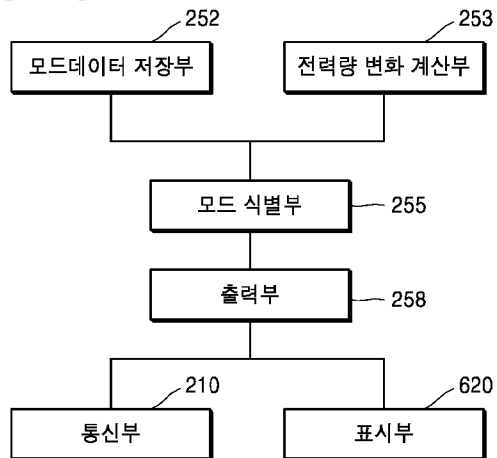 252
253
모드데이터 저장부
전력량 변화 계산부
모드 식별부
255
출력부
258
210
620
통신부
표시부